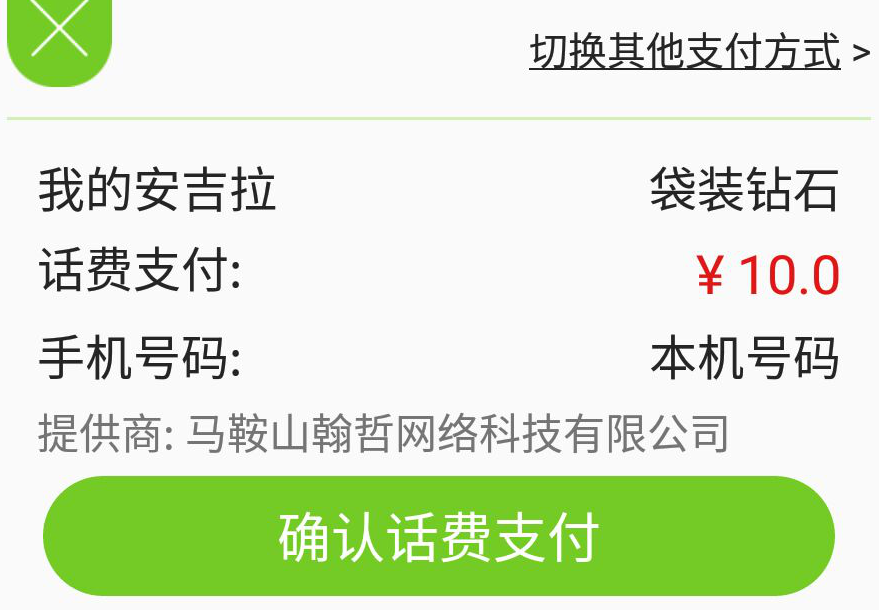 切换其他支付方式 >
我的安吉拉 袋装钻石
话费支付: ¥ 10.0
手机号码: 本机号码
提供商: 马鞍山翰哲网络科技有限公司
确认话费支付